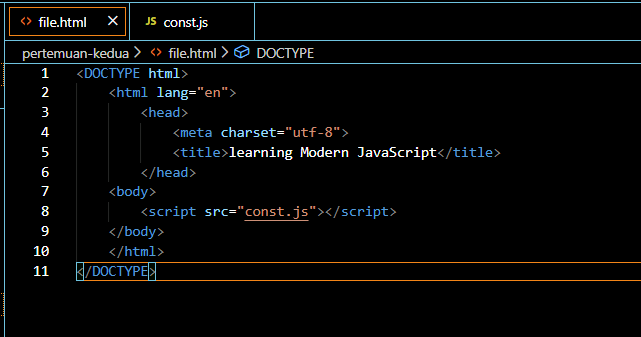 <> file.html ×  JS const.js
pertemuan-kedua > <> file.html > DOCTYPE
1 <DOCTYPE html>
2     <html lang="en">
3         <head>
4             <meta charset="utf-8">
5             <title>learning Modern JavaScript</title>
6         </head>
7     <body>
8         <script src="const.js"></script>
9     </body>
10     </html>
11 </DOCTYPE>